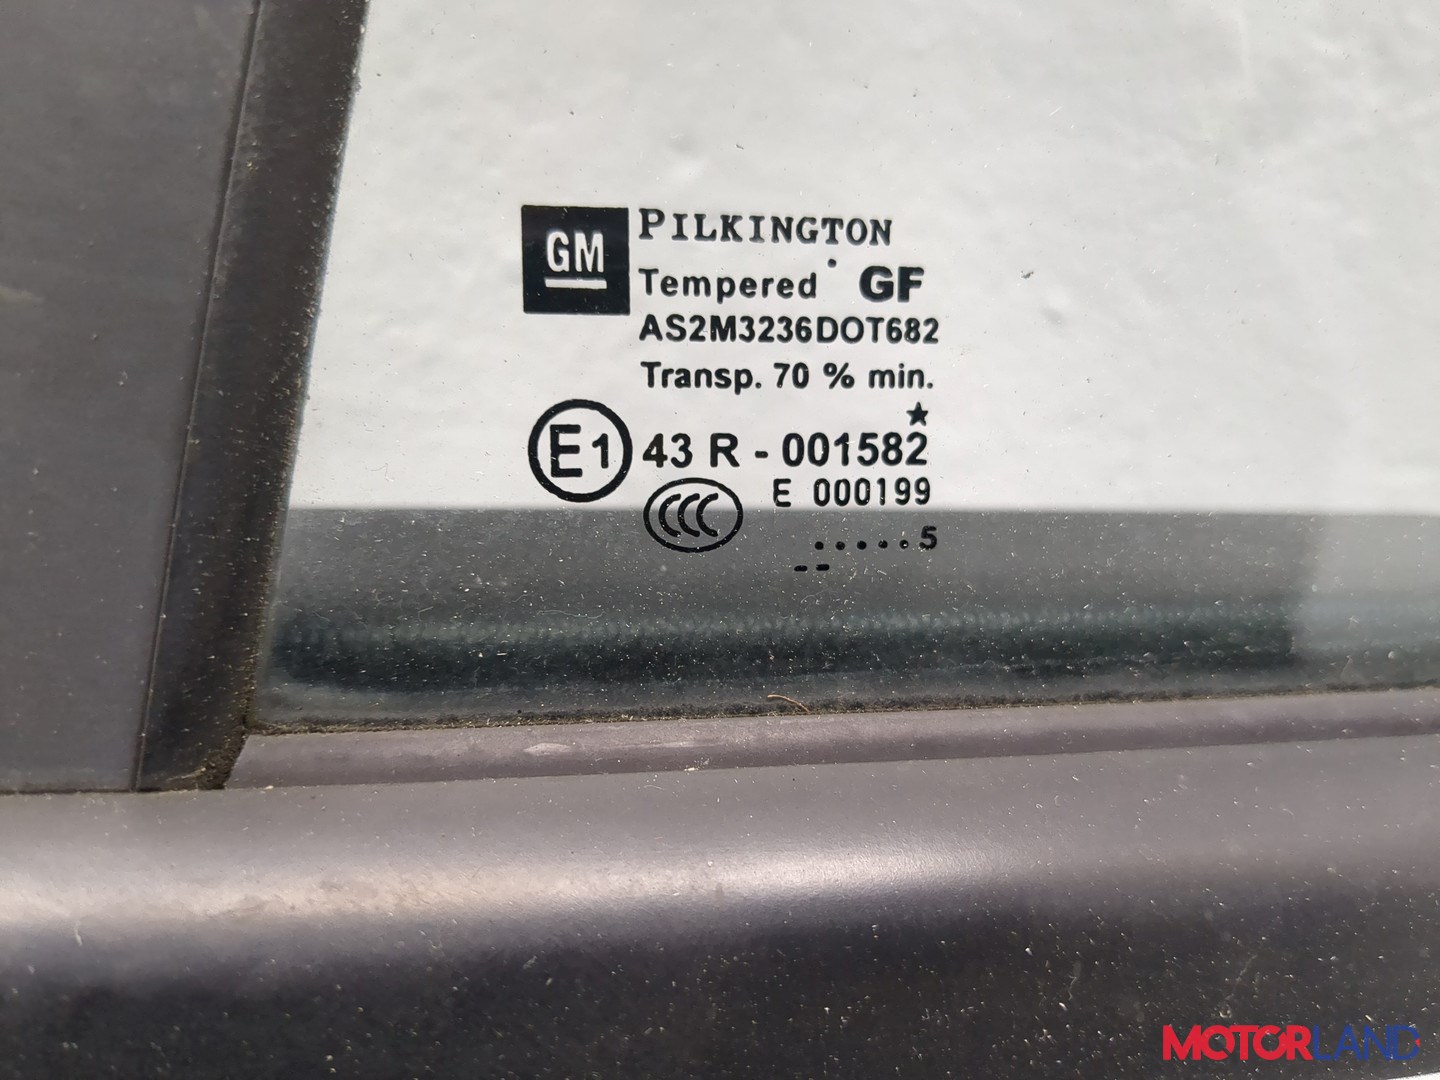 GM
PILKINGTON
Tempered GF
AS2M3236DOT682
Transp. 70 % min.
E1 43 R - 001582
CCC E 000199
.....5
--
MOTORLAND